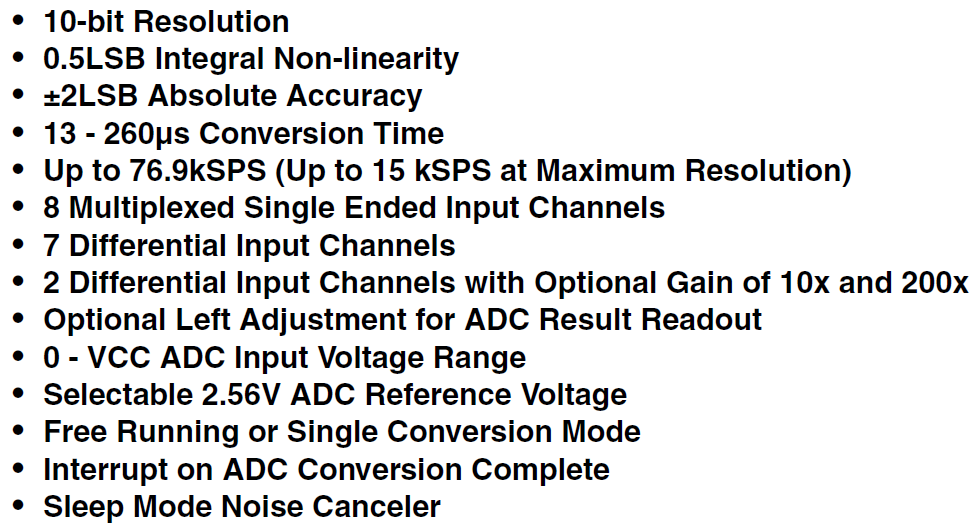 • 10-bit Resolution
• 0.5LSB Integral Non-linearity
• ±2LSB Absolute Accuracy
• 13 - 260µs Conversion Time
• Up to 76.9kSPS (Up to 15 kSPS at Maximum Resolution)
• 8 Multiplexed Single Ended Input Channels
• 7 Differential Input Channels
• 2 Differential Input Channels with Optional Gain of 10x and 200x
• Optional Left Adjustment for ADC Result Readout
• 0 - VCC ADC Input Voltage Range
• Selectable 2.56V ADC Reference Voltage
• Free Running or Single Conversion Mode
• Interrupt on ADC Conversion Complete
• Sleep Mode Noise Canceler